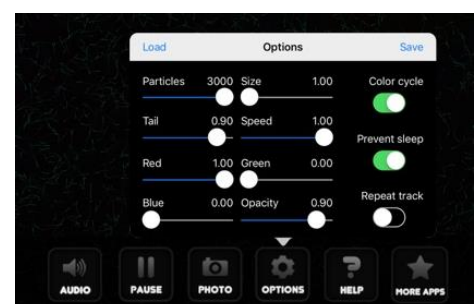 Load Options Save
Particles 3000 Size 1.00 Color cycle
Tail 0.90 Speed 1.00
Prevent sleep
Red 1.00 Green 0.00
Repeat track
Blue 0.00 Opacity 0.90
AUDIO PAUSE PHOTO OPTIONS HELP MORE APPS